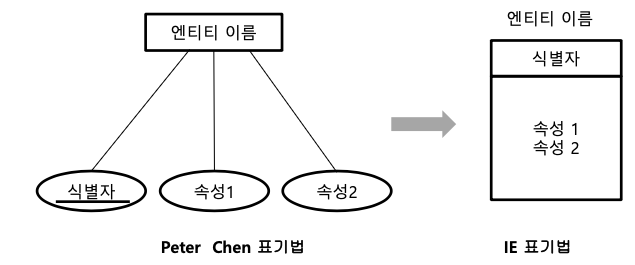 엔티티 이름
식별자
속성1
속성2
Peter Chen 표기법
엔티티 이름
식별자
속성 1
속성 2
IE 표기법